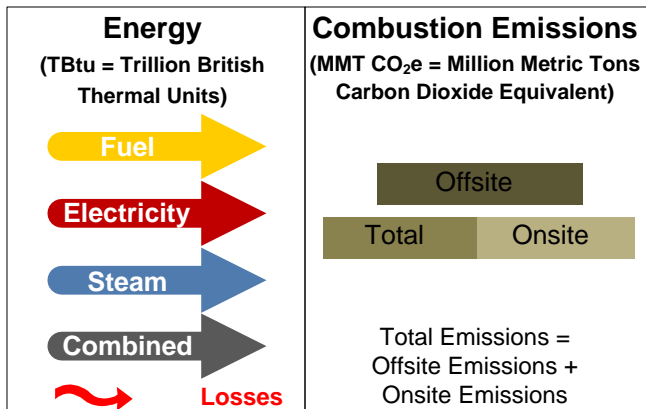 Energy
(TBtu = Trillion British
Thermal Units)
Fuel
Electricity
Steam
Combined
Losses
Combustion Emissions
(MMT CO₂e = Million Metric Tons
Carbon Dioxide Equivalent)
Offsite
Total Onsite
Total Emissions =
Offsite Emissions +
Onsite Emissions